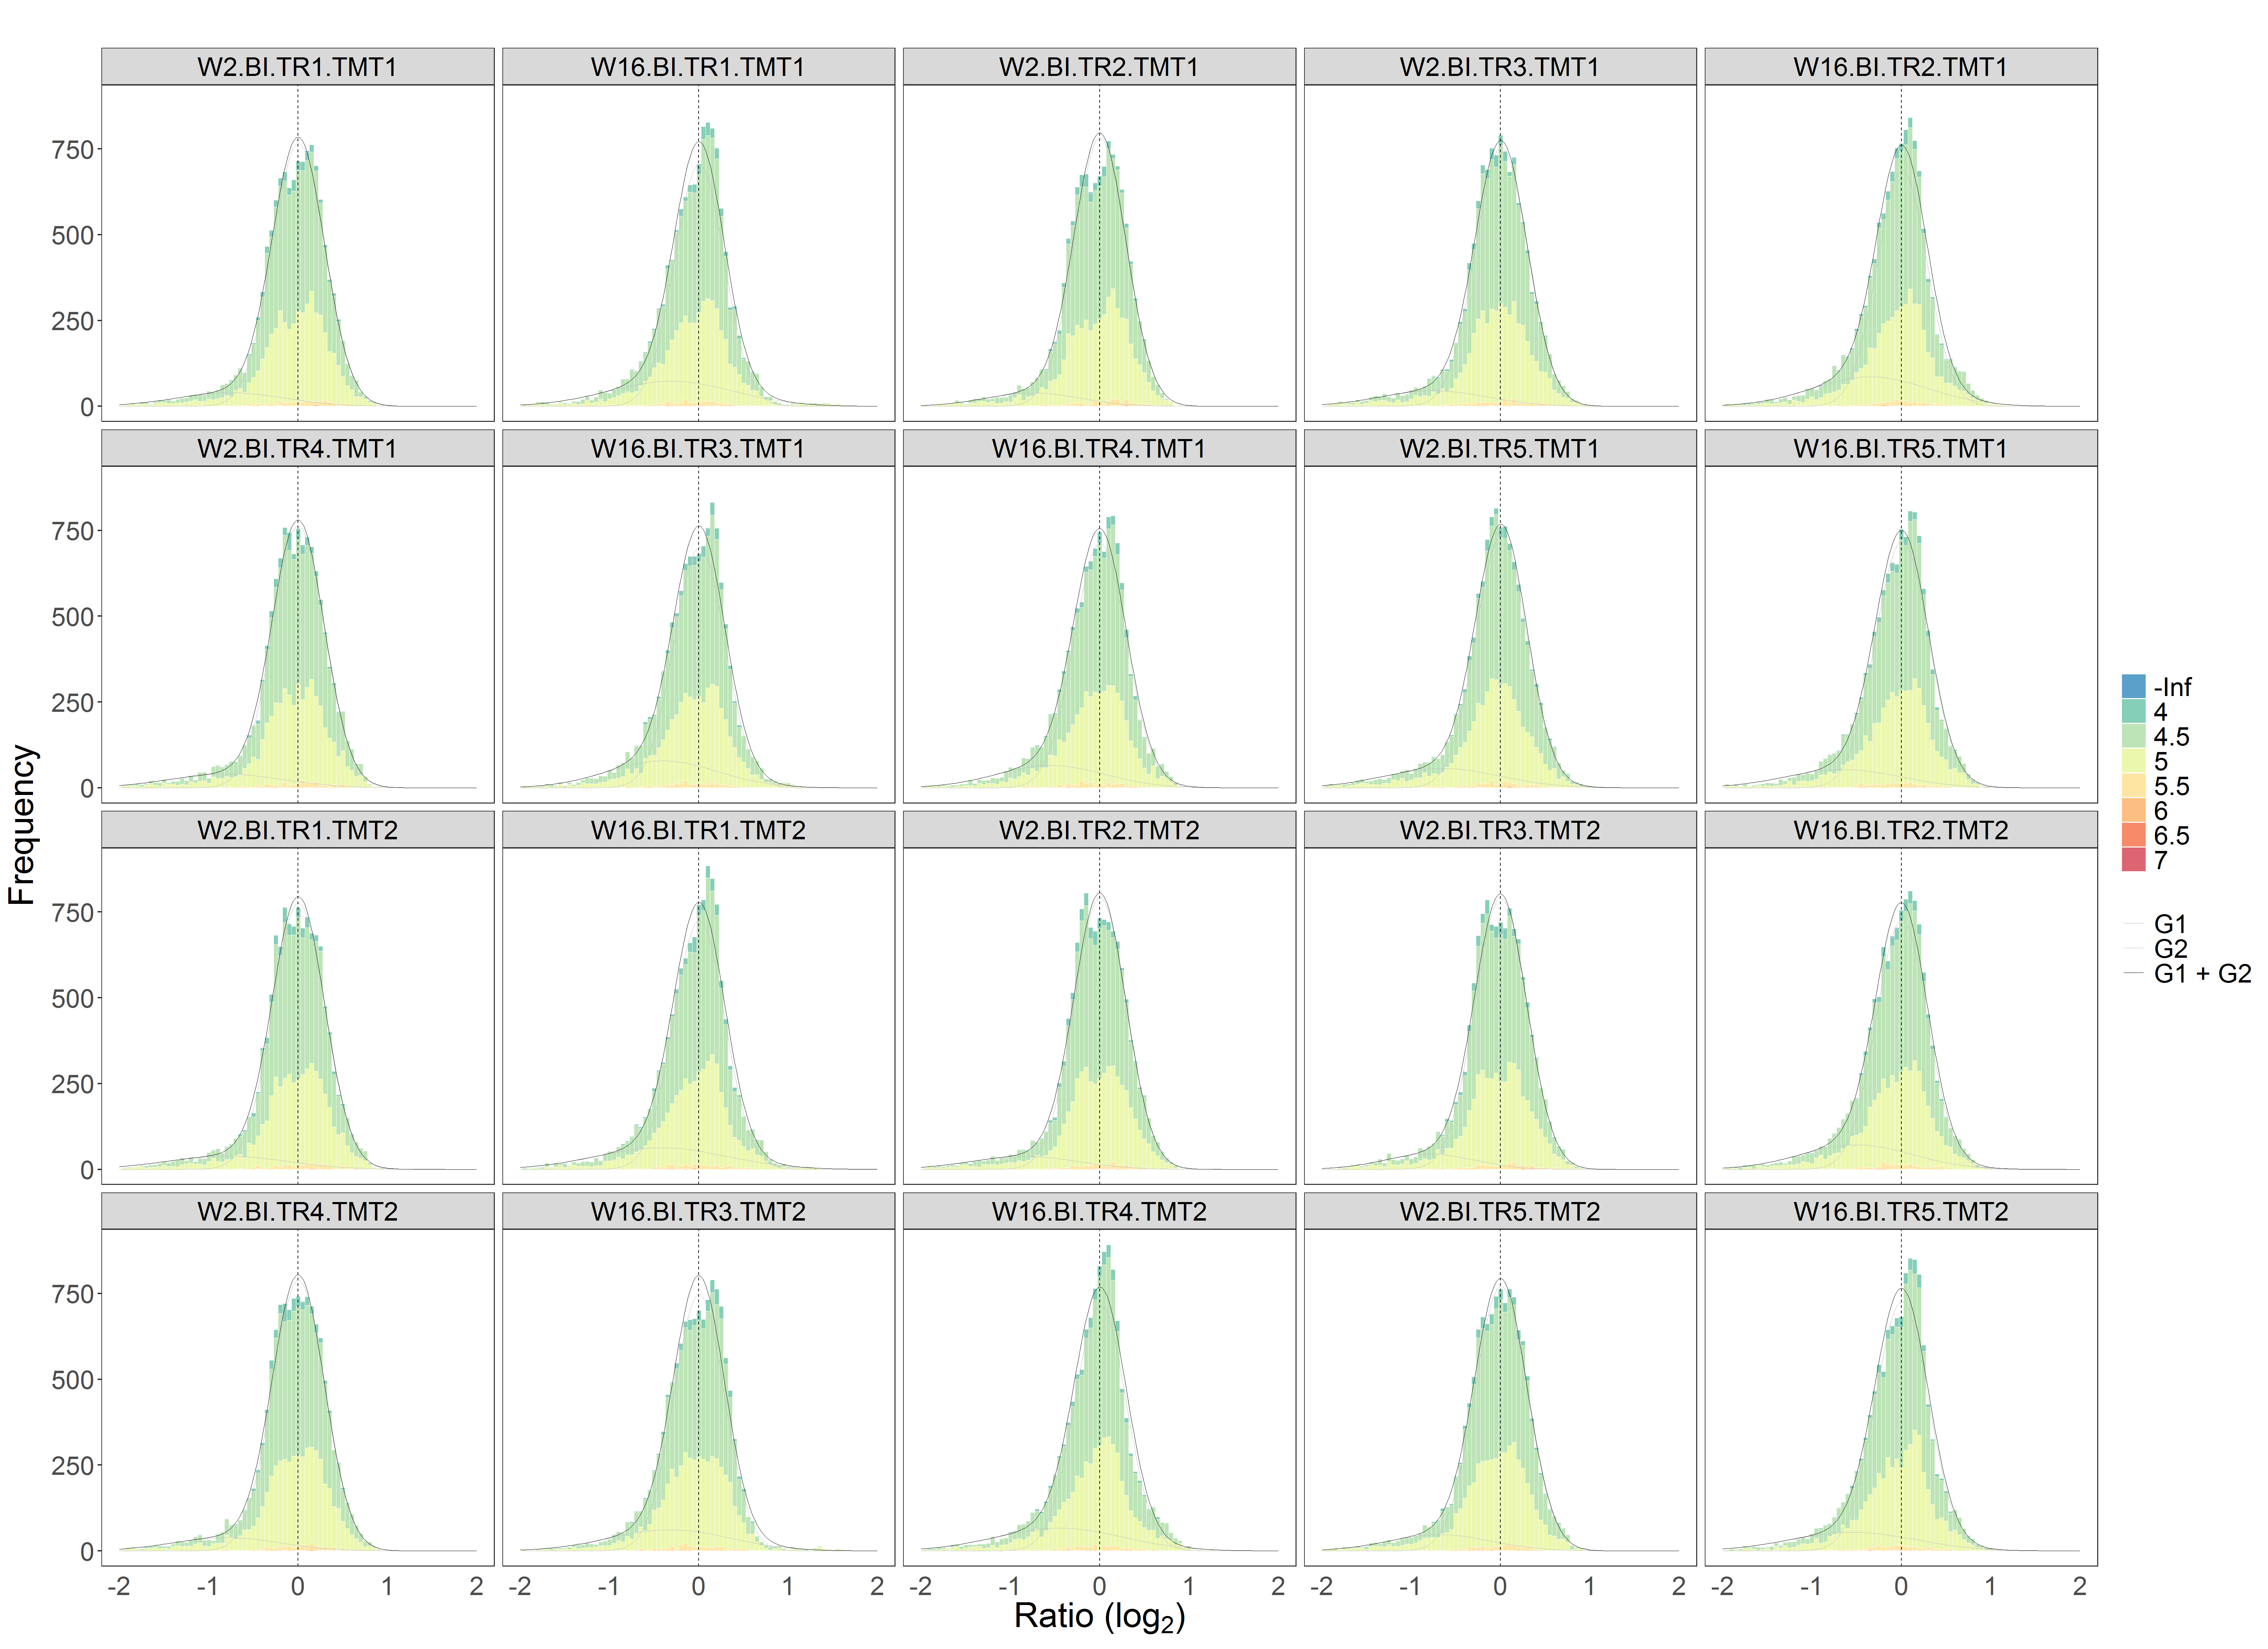 W2.BI.TR1.TMT1 W16.BI.TR1.TMT1 W2.BI.TR2.TMT1 W2.BI.TR3.TMT1 W16.BI.TR2.TMT1
750
500
250
0
W2.BI.TR4.TMT1 W16.BI.TR3.TMT1 W16.BI.TR4.TMT1 W2.BI.TR5.TMT1 W16.BI.TR5.TMT1
750
500
250
0
W2.BI.TR1.TMT2 W16.BI.TR1.TMT2 W2.BI.TR2.TMT2 W2.BI.TR3.TMT2 W16.BI.TR2.TMT2
750
500
250
0
W2.BI.TR4.TMT2 W16.BI.TR3.TMT2 W16.BI.TR4.TMT2 W2.BI.TR5.TMT2 W16.BI.TR5.TMT2
750
500
250
0
-2 -1 0 1 2 -2 -1 0 1 2 -2 -1 0 1 2 -2 -1 0 1 2 -2 -1 0 1 2
Ratio (log₂)
Frequency
-Inf
4
4.5
5
5.5
6
6.5
7
G1
G2
G1 + G2